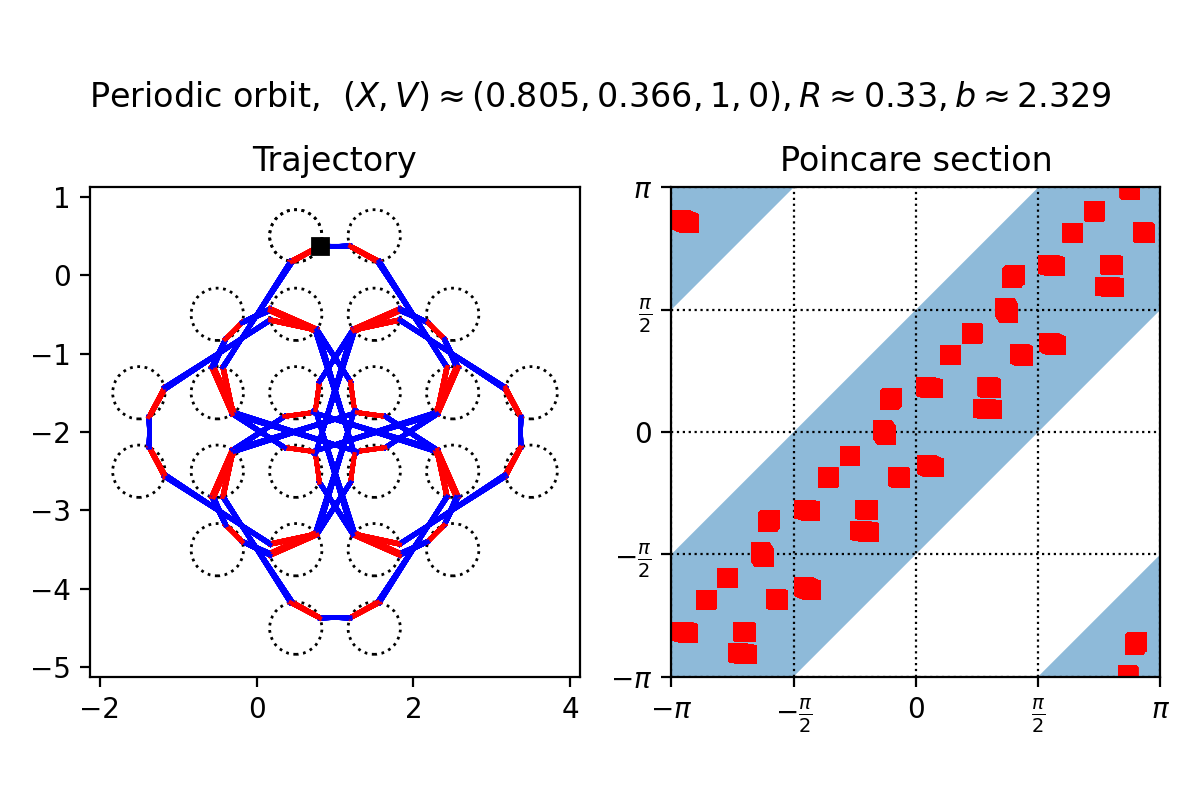 Periodic orbit, (X, V) ≈ (0.805, 0.366, 1, 0), R ≈ 0.33, b ≈ 2.329
Trajectory
1
0
−1
−2
−3
−4
−5
−2
0
2
4
Poincare section
π
π/2
0
−π/2
−π
−π
−π/2
0
π/2
π